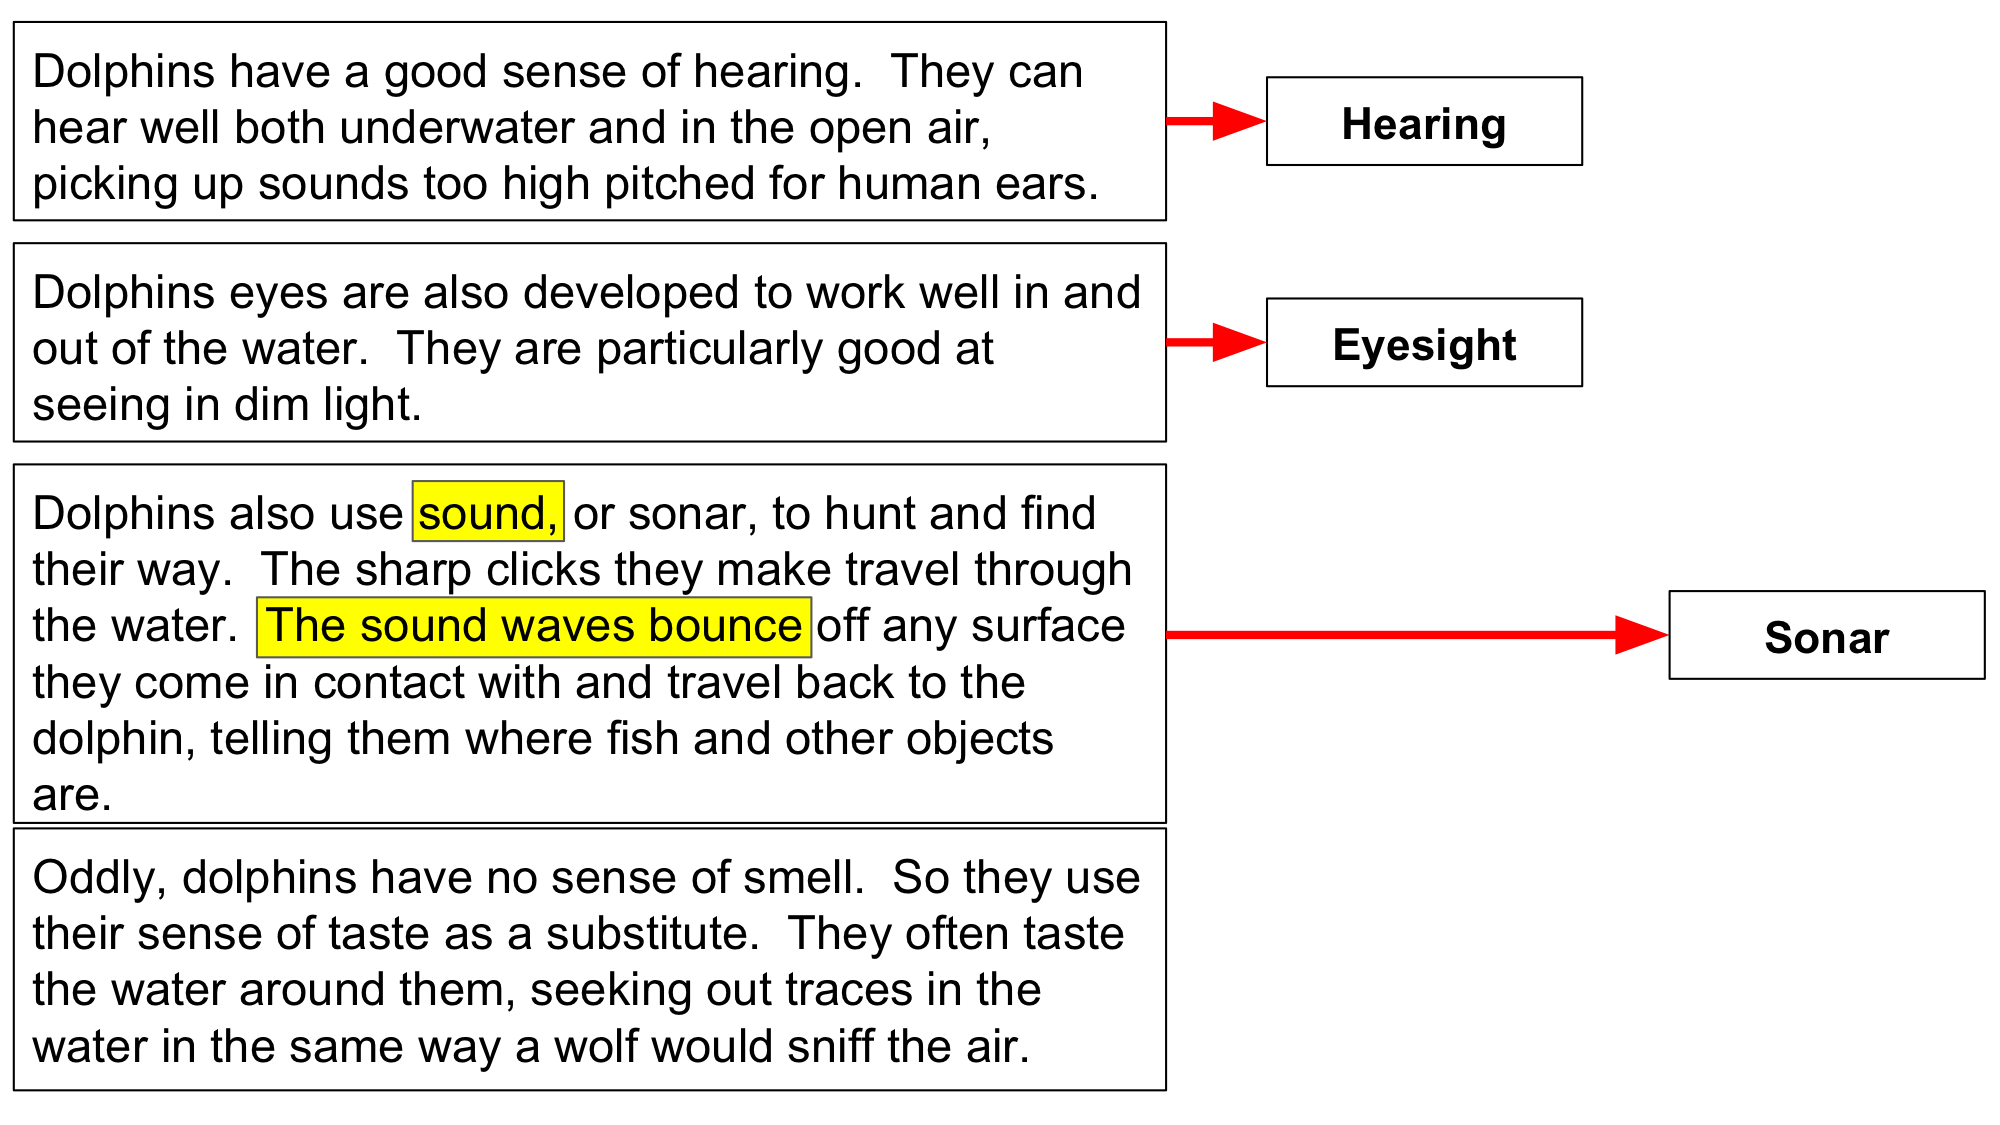 Dolphins have a good sense of hearing.  They can
hear well both underwater and in the open air,
picking up sounds too high pitched for human ears.
Hearing
Dolphins eyes are also developed to work well in and
out of the water.  They are particularly good at
seeing in dim light.
Eyesight
Dolphins also use sound, or sonar, to hunt and find
their way.  The sharp clicks they make travel through
the water.  The sound waves bounce off any surface
they come in contact with and travel back to the
dolphin, telling them where fish and other objects
are.
Sonar
Oddly, dolphins have no sense of smell.  So they use
their sense of taste as a substitute.  They often taste
the water around them, seeking out traces in the
water in the same way a wolf would sniff the air.